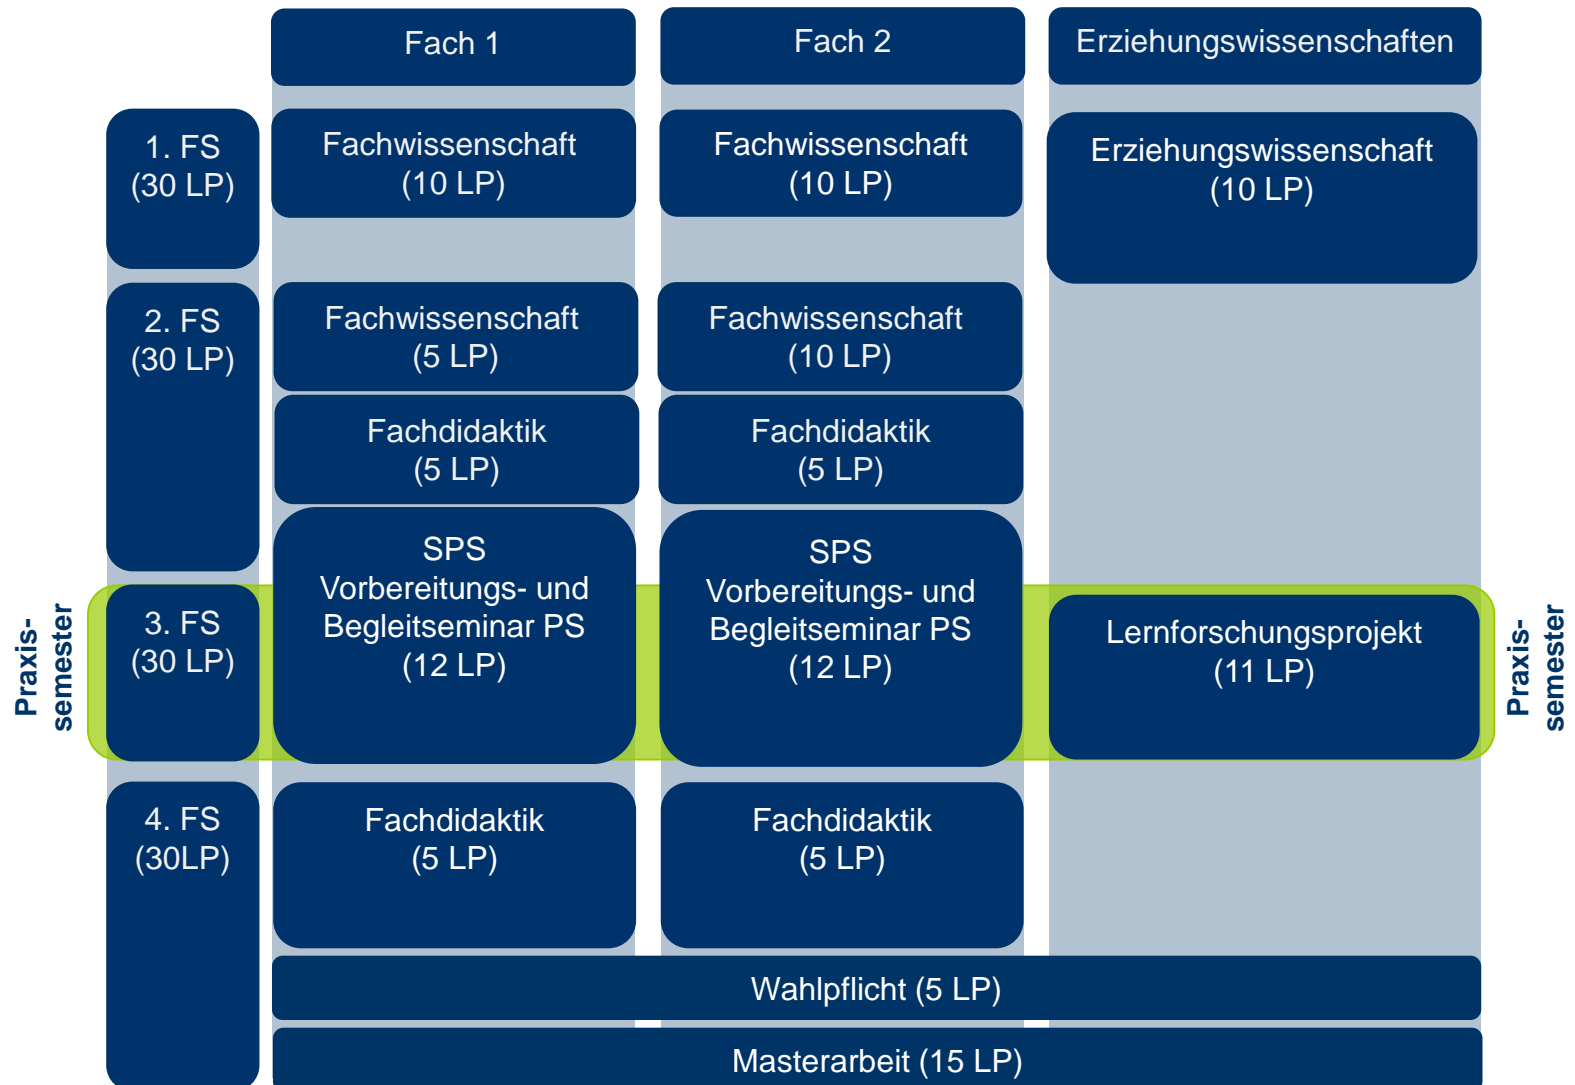 Fach 1
Fach 2
Erziehungswissenschaften
1. FS
(30 LP)
Fachwissenschaft
(10 LP)
Fachwissenschaft
(10 LP)
Erziehungswissenschaft
(10 LP)
2. FS
(30 LP)
Fachwissenschaft
(5 LP)
Fachwissenschaft
(10 LP)
Fachdidaktik
(5 LP)
Fachdidaktik
(5 LP)
SPS
Vorbereitungs- und
Begleitseminar PS
(12 LP)
SPS
Vorbereitungs- und
Begleitseminar PS
(12 LP)
Praxis-
semester
3. FS
(30 LP)
Lernforschungsprojekt
(11 LP)
Praxis-
semester
4. FS
(30LP)
Fachdidaktik
(5 LP)
Fachdidaktik
(5 LP)
Wahlpflicht (5 LP)
Masterarbeit (15 LP)